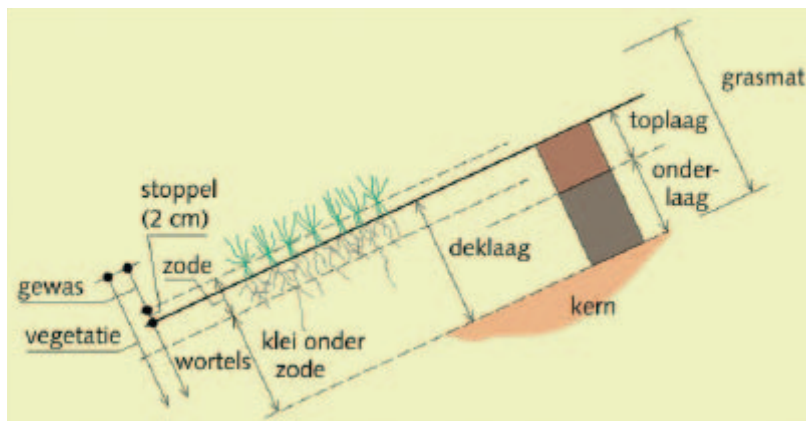 grasmat
toplaag
onder-
laag
stoppel
(2 cm)
zode
deklaag
gewas
kern
vegetatie
klei onder
zode
wortels